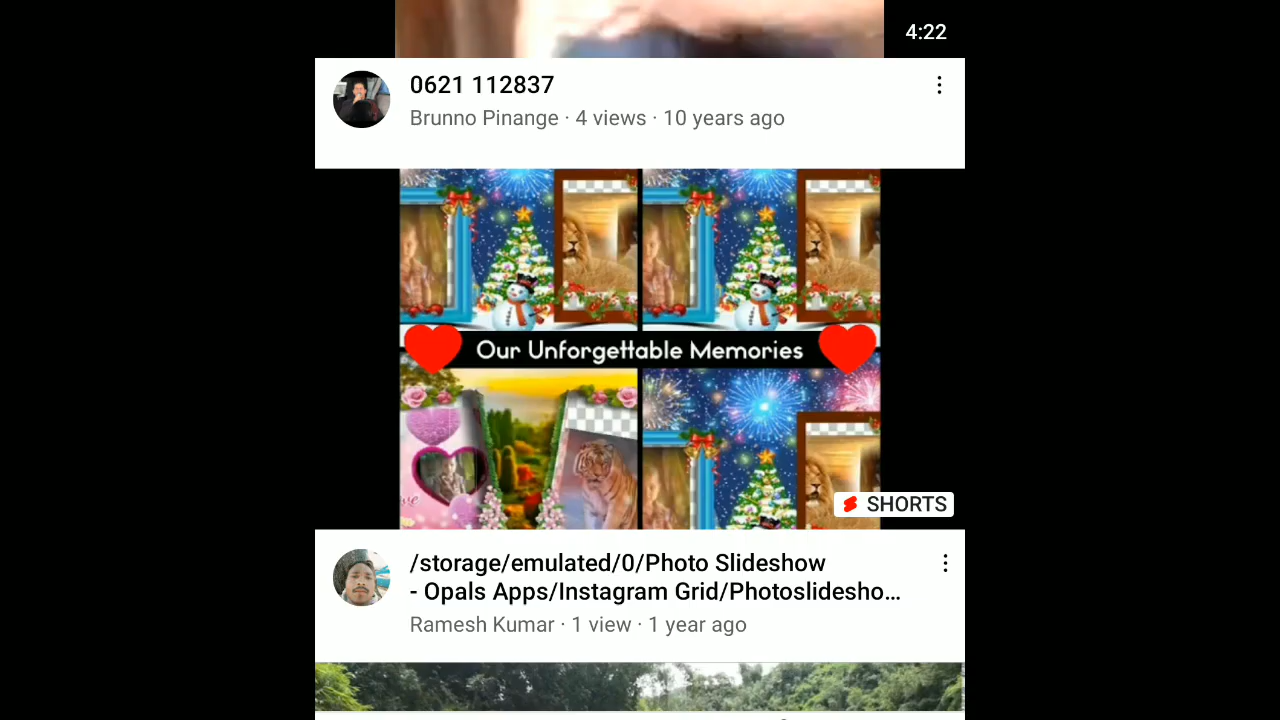 4:22
0621 112837
Brunno Pinange · 4 views · 10 years ago
Our Unforgettable Memories
SHORTS
/storage/emulated/0/Photo Slideshow
- Opals Apps/Instagram Grid/Photoslidesho...
Ramesh Kumar · 1 view · 1 year ago